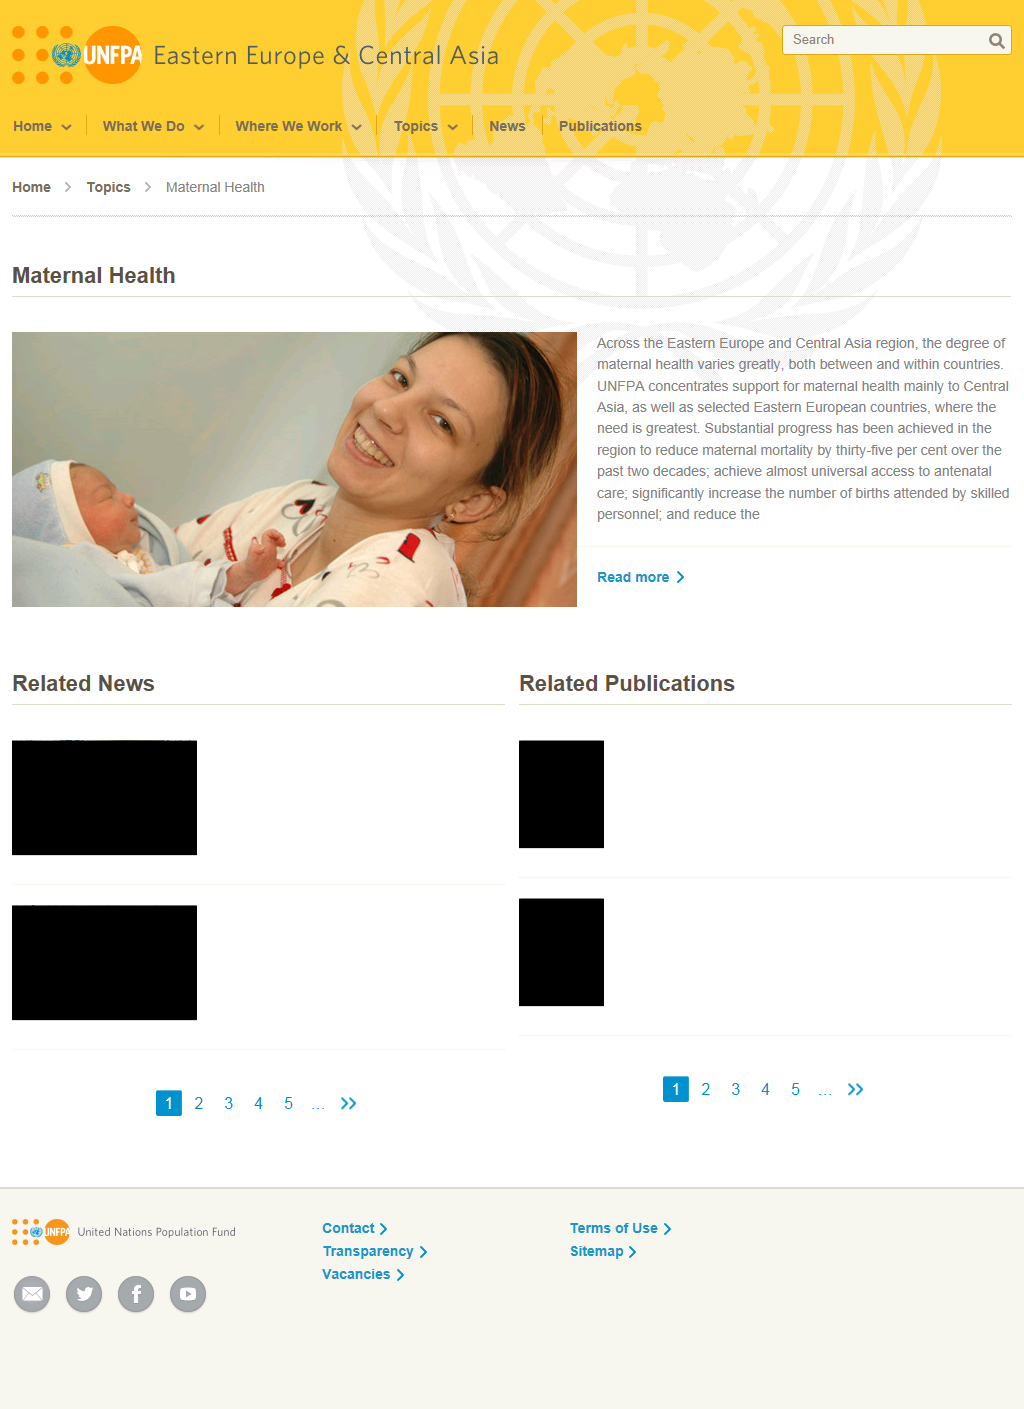 UNFPA
Eastern Europe & Central Asia
Search
Home
What We Do
Where We Work
Topics
News
Publications
Home
Topics
Maternal Health
Maternal Health
Across the Eastern Europe and Central Asia region, the degree of
maternal health varies greatly, both between and within countries.
UNFPA concentrates support for maternal health mainly to Central
Asia, as well as selected Eastern European countries, where the
need is greatest. Substantial progress has been achieved in the
region to reduce maternal mortality by thirty-five per cent over the
past two decades; achieve almost universal access to antenatal
care; significantly increase the number of births attended by skilled
personnel; and reduce the
Read more
Related News
Related Publications
1 2 3 4 5 ... >>
1 2 3 4 5 ... >>
UNFPA
United Nations Population Fund
Contact
Transparency
Vacancies
Terms of Use
Sitemap